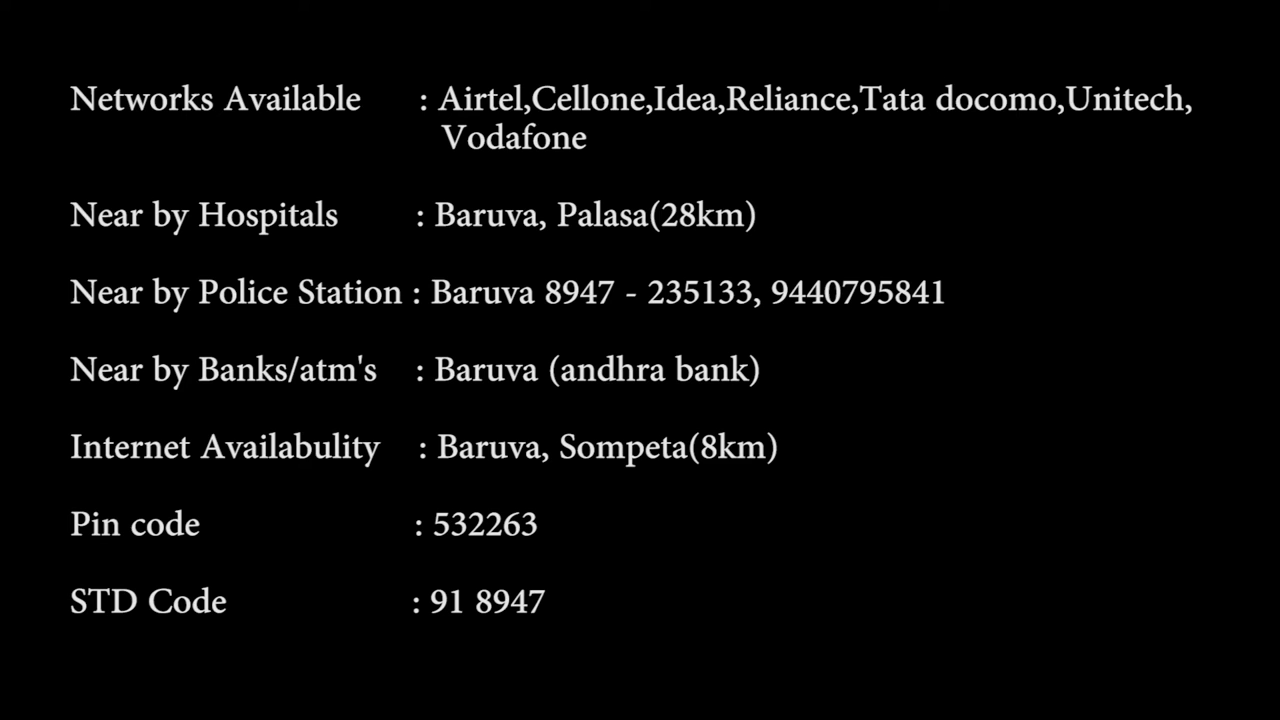 Networks Available : Airtel,Cellone,Idea,Reliance,Tata docomo,Unitech,
Vodafone
Near by Hospitals : Baruva, Palasa(28km)
Near by Police Station : Baruva 8947 - 235133, 9440795841
Near by Banks/atm's : Baruva (andhra bank)
Internet Availabulity : Baruva, Sompeta(8km)
Pin code : 532263
STD Code : 91 8947